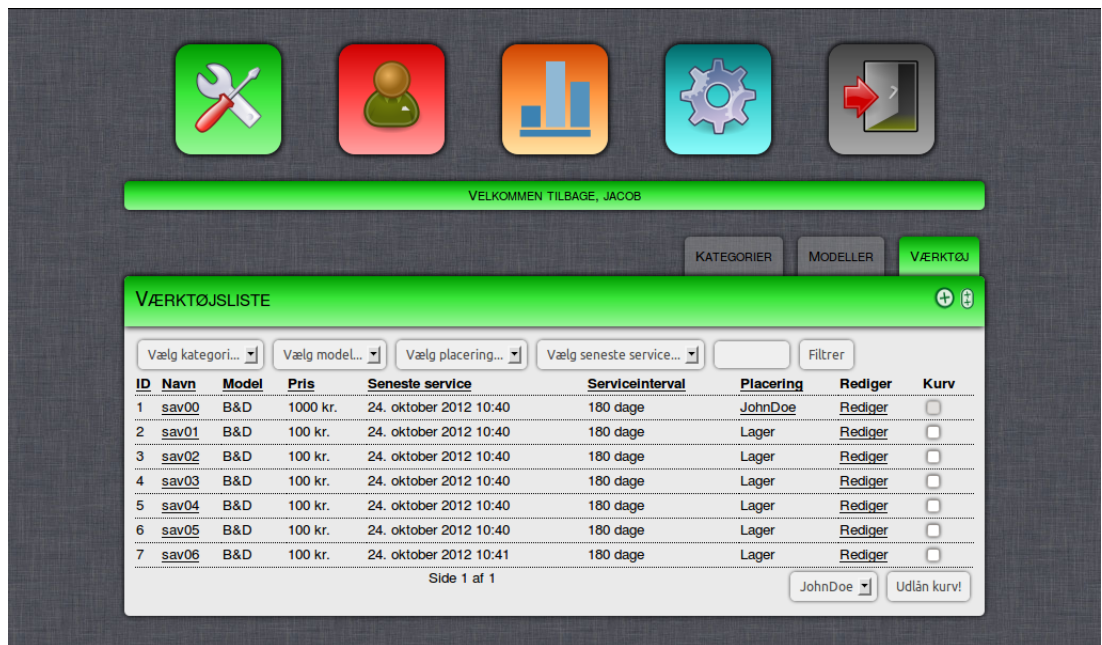 VELKOMMEN TILBAGE, JACOB
KATEGORIER MODELLER VÆRKTØJ
VÆRKTØJSLISTE
Vælg kategori... Vælg model... Vælg placering... Vælg seneste service... Filtrer
ID Navn Model Pris Seneste service Serviceinterval Placering Rediger Kurv
1 sav00 B&D 1000 kr. 24. oktober 2012 10:40 180 dage JohnDoe Rediger
2 sav01 B&D 100 kr. 24. oktober 2012 10:40 180 dage Lager Rediger
3 sav02 B&D 100 kr. 24. oktober 2012 10:40 180 dage Lager Rediger
4 sav03 B&D 100 kr. 24. oktober 2012 10:40 180 dage Lager Rediger
5 sav04 B&D 100 kr. 24. oktober 2012 10:40 180 dage Lager Rediger
6 sav05 B&D 100 kr. 24. oktober 2012 10:40 180 dage Lager Rediger
7 sav06 B&D 100 kr. 24. oktober 2012 10:41 180 dage Lager Rediger
Side 1 af 1
JohnDoe Udlån kurv!